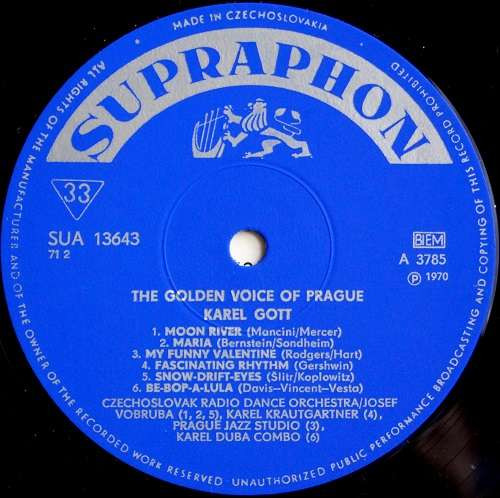 MADE IN CZECHOSLOVAKIA
ALL RIGHTS OF THE MANUFACTURER AND OF THE OWNER OF THE RECORDED WORK RESERVED - UNAUTHORIZED PUBLIC PERFORMANCE BROADCASTING AND COPYING OF THIS RECORD PROHIBITED
SUPRAPHON
33
SUA 13643
71 2
BIEM
A 3785
Ⓟ 1970
THE GOLDEN VOICE OF PRAGUE
KAREL GOTT
1. MOON RIVER (Mancini/Mercer)
2. MARIA (Bernstein/Sondheim)
3. MY FUNNY VALENTINE (Rodgers/Hart)
4. FASCINATING RHYTHM (Gershwin)
5. SNOW-DRIFT-EYES (Šlitr/Koplowitz)
6. BE-BOP-A-LULA (Davis-Vincent-Vesta)
CZECHOSLOVAK RADIO DANCE ORCHESTRA/JOSEF
VOBRUBA (1, 2, 5), KAREL KRAUTGARTNER (4),
PRAGUE JAZZ STUDIO (3),
KAREL DUBA COMBO (6)